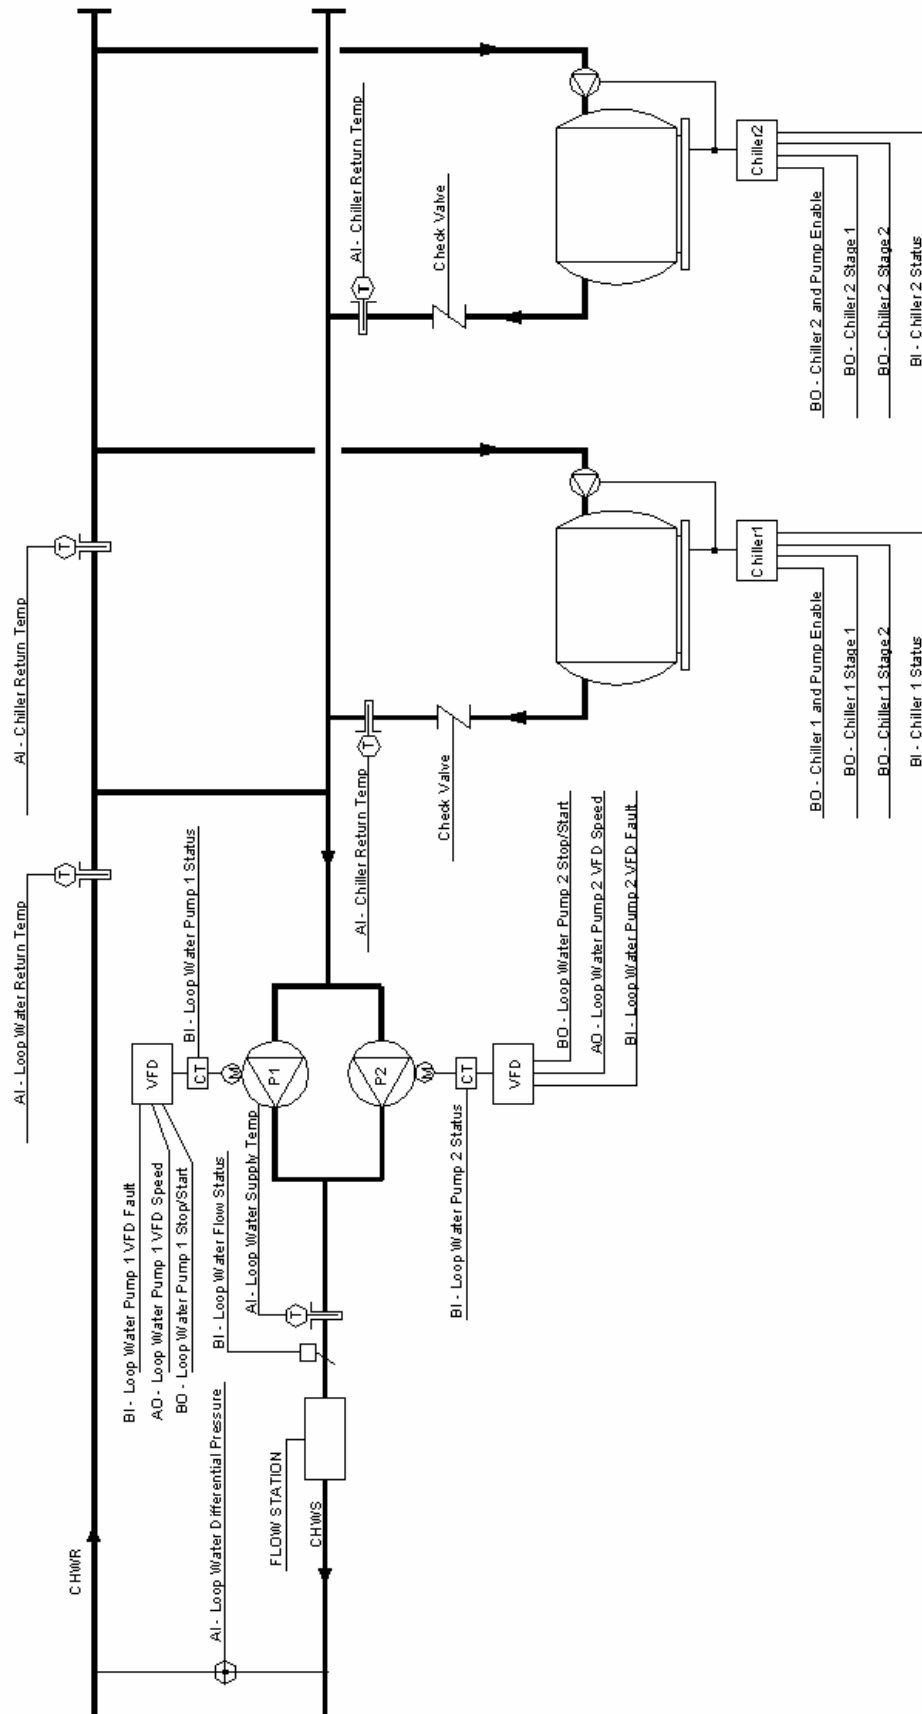 AI - Chiller Return Temp
Check Valve
Chiller2
BO - Chiller 2 and Pump Enable
BO - Chiller 2 Stage 1
BO - Chiller 2 Stage 2
BI - Chiller 2 Status
T
T
AI - Chiller Return Temp
Chiller1
BO - Chiller 1 and Pump Enable
BO - Chiller 1 Stage 1
BO - Chiller 1 Stage 2
BI - Chiller 1 Status
T
AI - Chiller Return Temp
Check Valve
T
AI - Loop Water Return Temp
BI - Loop Water Pump 1 Status
VFD
CT
M
P1
P2
M
CT
VFD
BO - Loop Water Pump 2 Stop/Start
AO - Loop Water Pump 2 VFD Speed
BI - Loop Water Pump 2 VFD Fault
BI - Loop Water Pump 1 VFD Fault
AO - Loop Water Pump 1 VFD Speed
BO - Loop Water Pump 1 Stop/Start
BI - Loop Water Flow Status
AI - Loop Water Supply Temp
BI - Loop Water Pump 2 Status
T
AI - Loop Water Differential Pressure
FLOW STATION
CHWS
CHWR